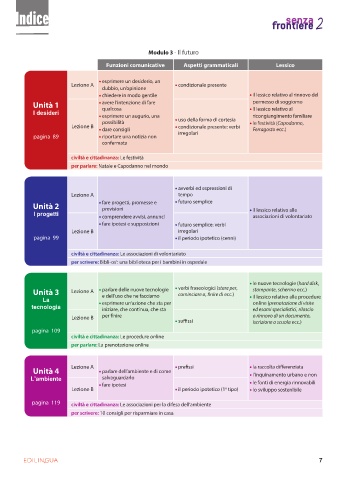 Indice
senza frontiere 2
Modulo 3 - Il futuro
Funzioni comunicative
Aspetti grammaticali
Lessico
Unità 1
I desideri
pagina 89
Lezione A
Lezione B
• esprimere un desiderio, un
dubbio, un'opinione
• chiedere in modo gentile
• avere l'intenzione di fare
qualcosa
• esprimere un augurio, una
possibilità
• dare consigli
• riportare una notizia non
confermata
• condizionale presente
• uso della forma di cortesia
• condizionale presente: verbi
irregolari
• il lessico relativo al rinnovo del
permesso di soggiorno
• il lessico relativo al
ricongiungimento familiare
• le festività (Capodanno,
Ferragosto ecc.)
civiltà e cittadinanza: Le festività
per parlare: Natale e Capodanno nel mondo
Unità 2
I progetti
pagina 99
Lezione A
Lezione B
• fare progetti, promesse e
previsioni
• comprendere avvisi, annunci
• fare ipotesi e supposizioni
• avverbi ed espressioni di
tempo
• futuro semplice
• futuro semplice: verbi
irregolari
• il periodo ipotetico (cenni)
• il lessico relativo alle
associazioni di volontariato
civiltà e cittadinanza: Le associazioni di volontariato
per scrivere: Bibli-os': una biblioteca per i bambini in ospedale
Unità 3
La
tecnologia
pagina 109
Lezione A
Lezione B
• parlare delle nuove tecnologie
e dell'uso che ne facciamo
• esprimere un'azione che sta per
iniziare, che continua, che sta
per finire
• verbi fraseologici (stare per,
cominciare a, finire di ecc.)
• suffissi
• le nuove tecnologie (hard disk,
stampante, schermo ecc.)
• il lessico relativo alle procedure
online (prenotazione di visite
ed esami specialistici, rilascio
o rinnovo di un documento,
iscrizione a scuola ecc.)
civiltà e cittadinanza: Le procedure online
per parlare: La prenotazione online
Unità 4
L'ambiente
pagina 119
Lezione A
Lezione B
• parlare dell'ambiente e di come
salvaguardarlo
• fare ipotesi
• prefissi
• il periodo ipotetico (1° tipo)
• la raccolta differenziata
• l'inquinamento urbano e non
• le fonti di energia rinnovabili
• lo sviluppo sostenibile
civiltà e cittadinanza: Le associazioni per la difesa dell'ambiente
per scrivere: 10 consigli per risparmiare in casa
EDILINGUA
7